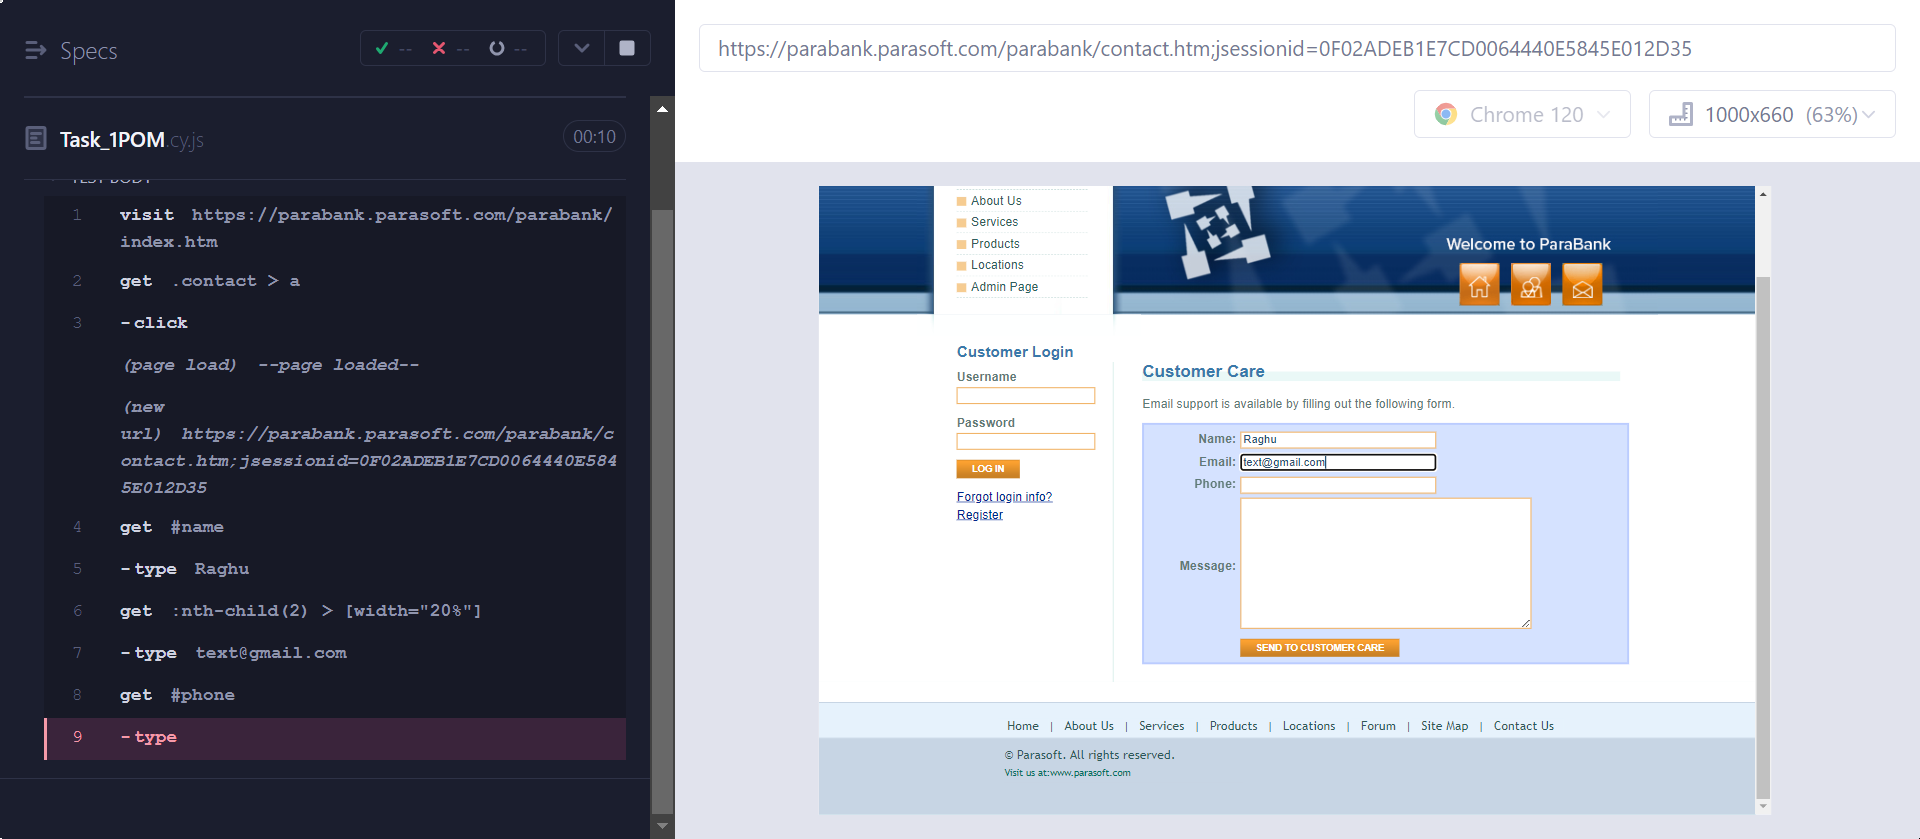 Specs
-- -- --
Task_1POM.cy.js
00:10
TEST BODY
1 visit https://parabank.parasoft.com/parabank/
index.htm
2 get .contact > a
3 -click
(page load) --page loaded--
(new
url) https://parabank.parasoft.com/parabank/c
ontact.htm;jsessionid=0F02ADEB1E7CD0064440E584
5E012D35
4 get #name
5 -type Raghu
6 get :nth-child(2) > [width="20%"]
7 -type text@gmail.com
8 get #phone
9 -type
https://parabank.parasoft.com/parabank/contact.htm;jsessionid=0F02ADEB1E7CD0064440E5845E012D35
Chrome 120
1000x660 (63%)
About Us
Services
Products
Locations
Admin Page
Welcome to ParaBank
Customer Login
Username
Password
LOG IN
Forgot login info?
Register
Customer Care
Email support is available by filling out the following form.
Name: Raghu
Email: text@gmail.com
Phone:
Message:
SEND TO CUSTOMER CARE
Home | About Us | Services | Products | Locations | Forum | Site Map | Contact Us
© Parasoft. All rights reserved.
Visit us at:www.parasoft.com